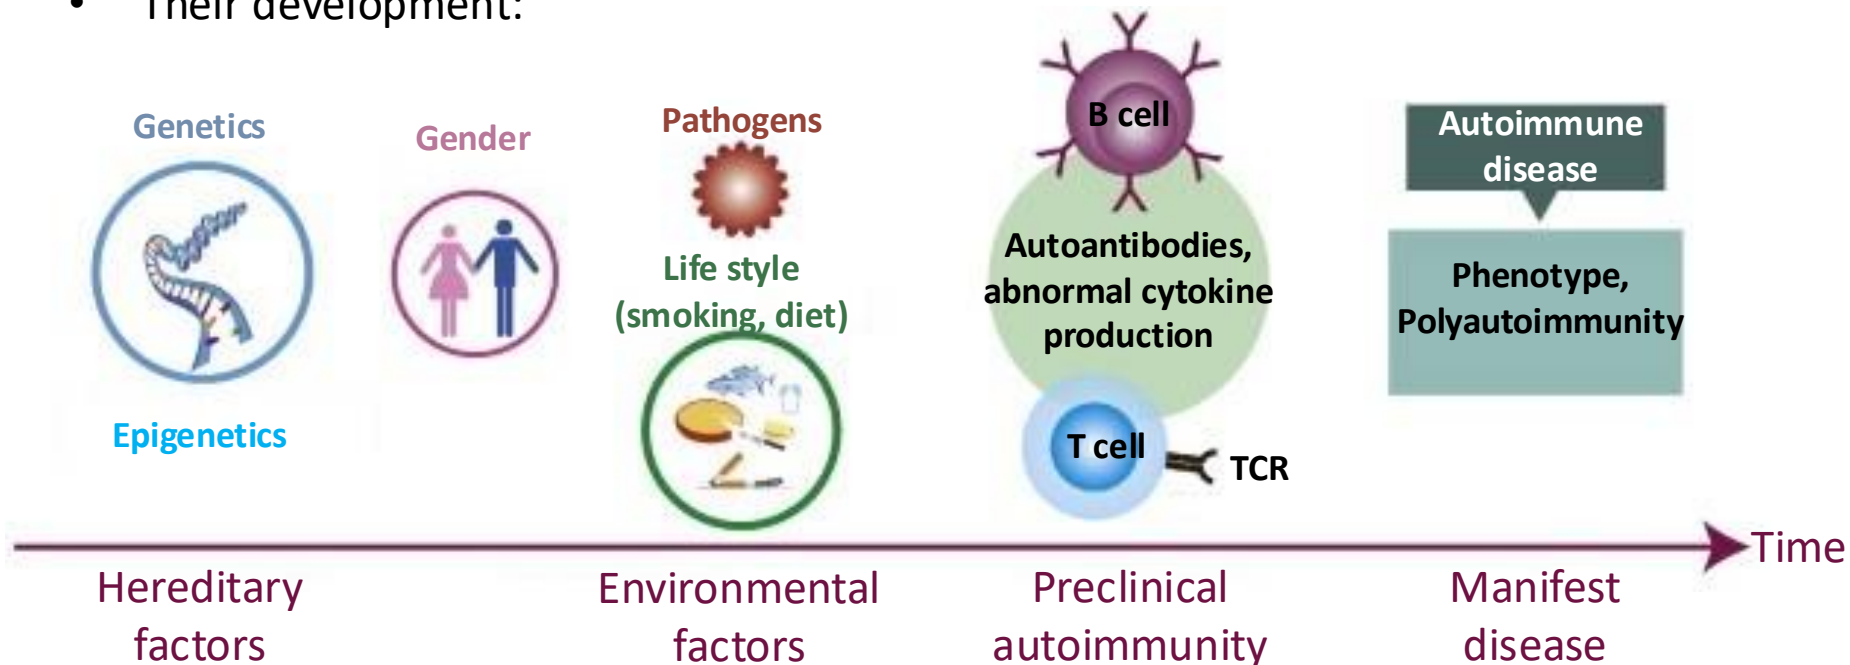 • Their development:
Genetics
Epigenetics
Gender
Pathogens
Life style
(smoking, diet)
B cell
Autoantibodies,
abnormal cytokine
production
T cell
TCR
Autoimmune
disease
Phenotype,
Polyautoimmunity
Time
Hereditary
factors
Environmental
factors
Preclinical
autoimmunity
Manifest
disease